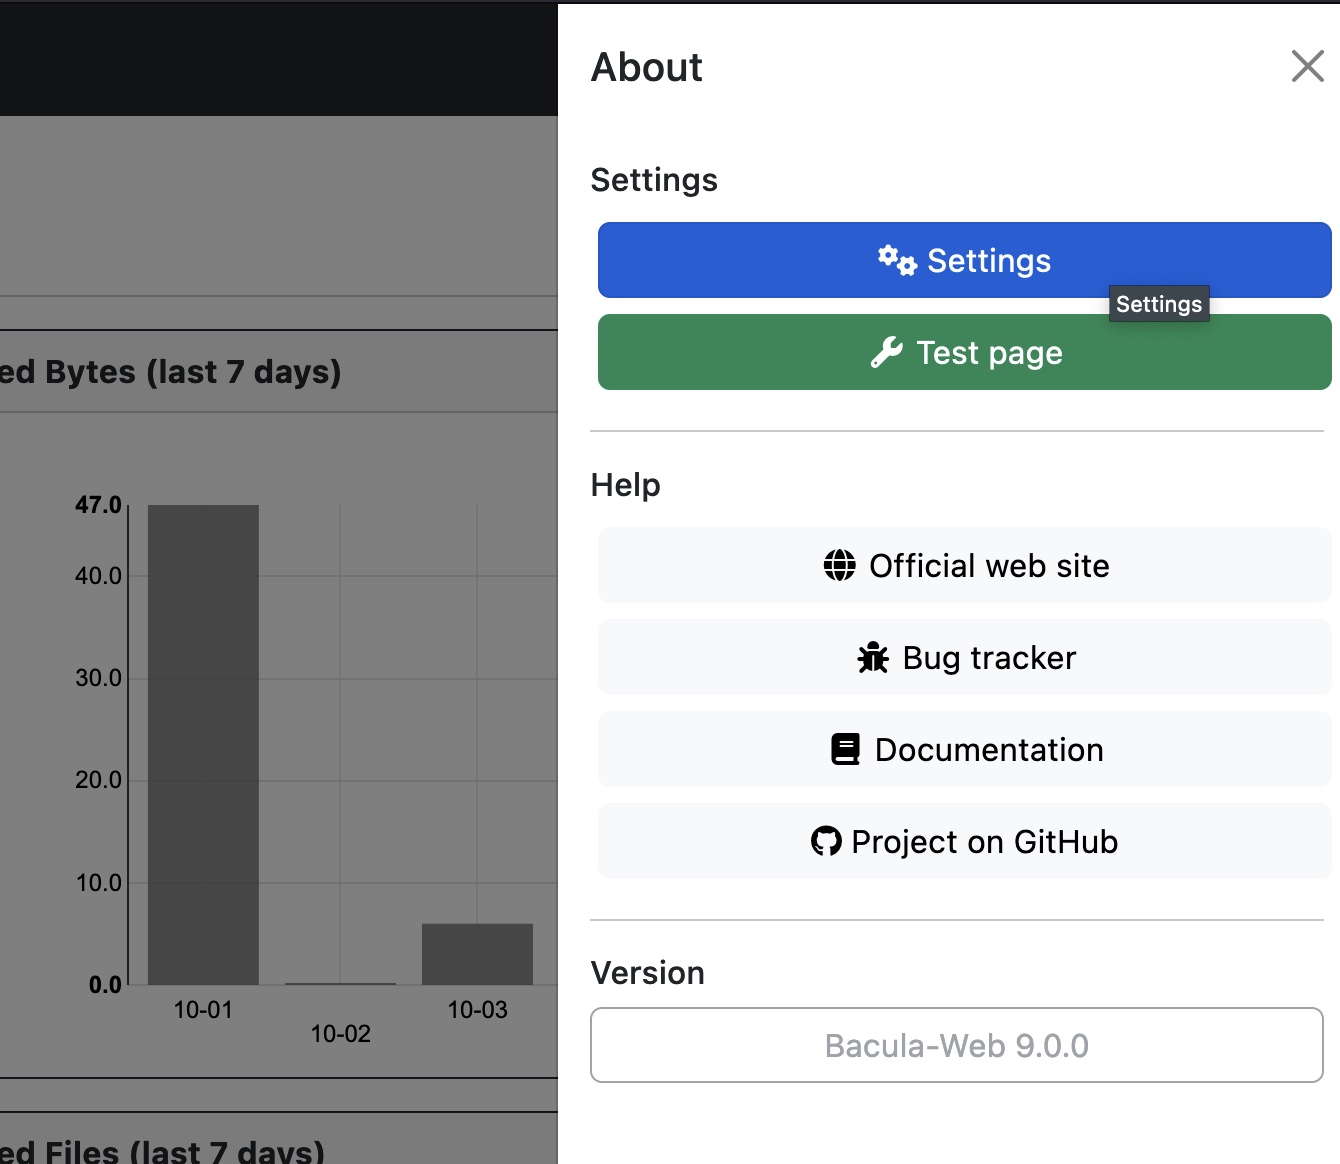 About
Settings
Settings
Settings
Test page
Help
Official web site
Bug tracker
Documentation
Project on GitHub
Version
Bacula-Web 9.0.0
ed Bytes (last 7 days)
47.0
40.0
30.0
20.0
10.0
0.0
10-01
10-02
10-03
ed Files (last 7 days)